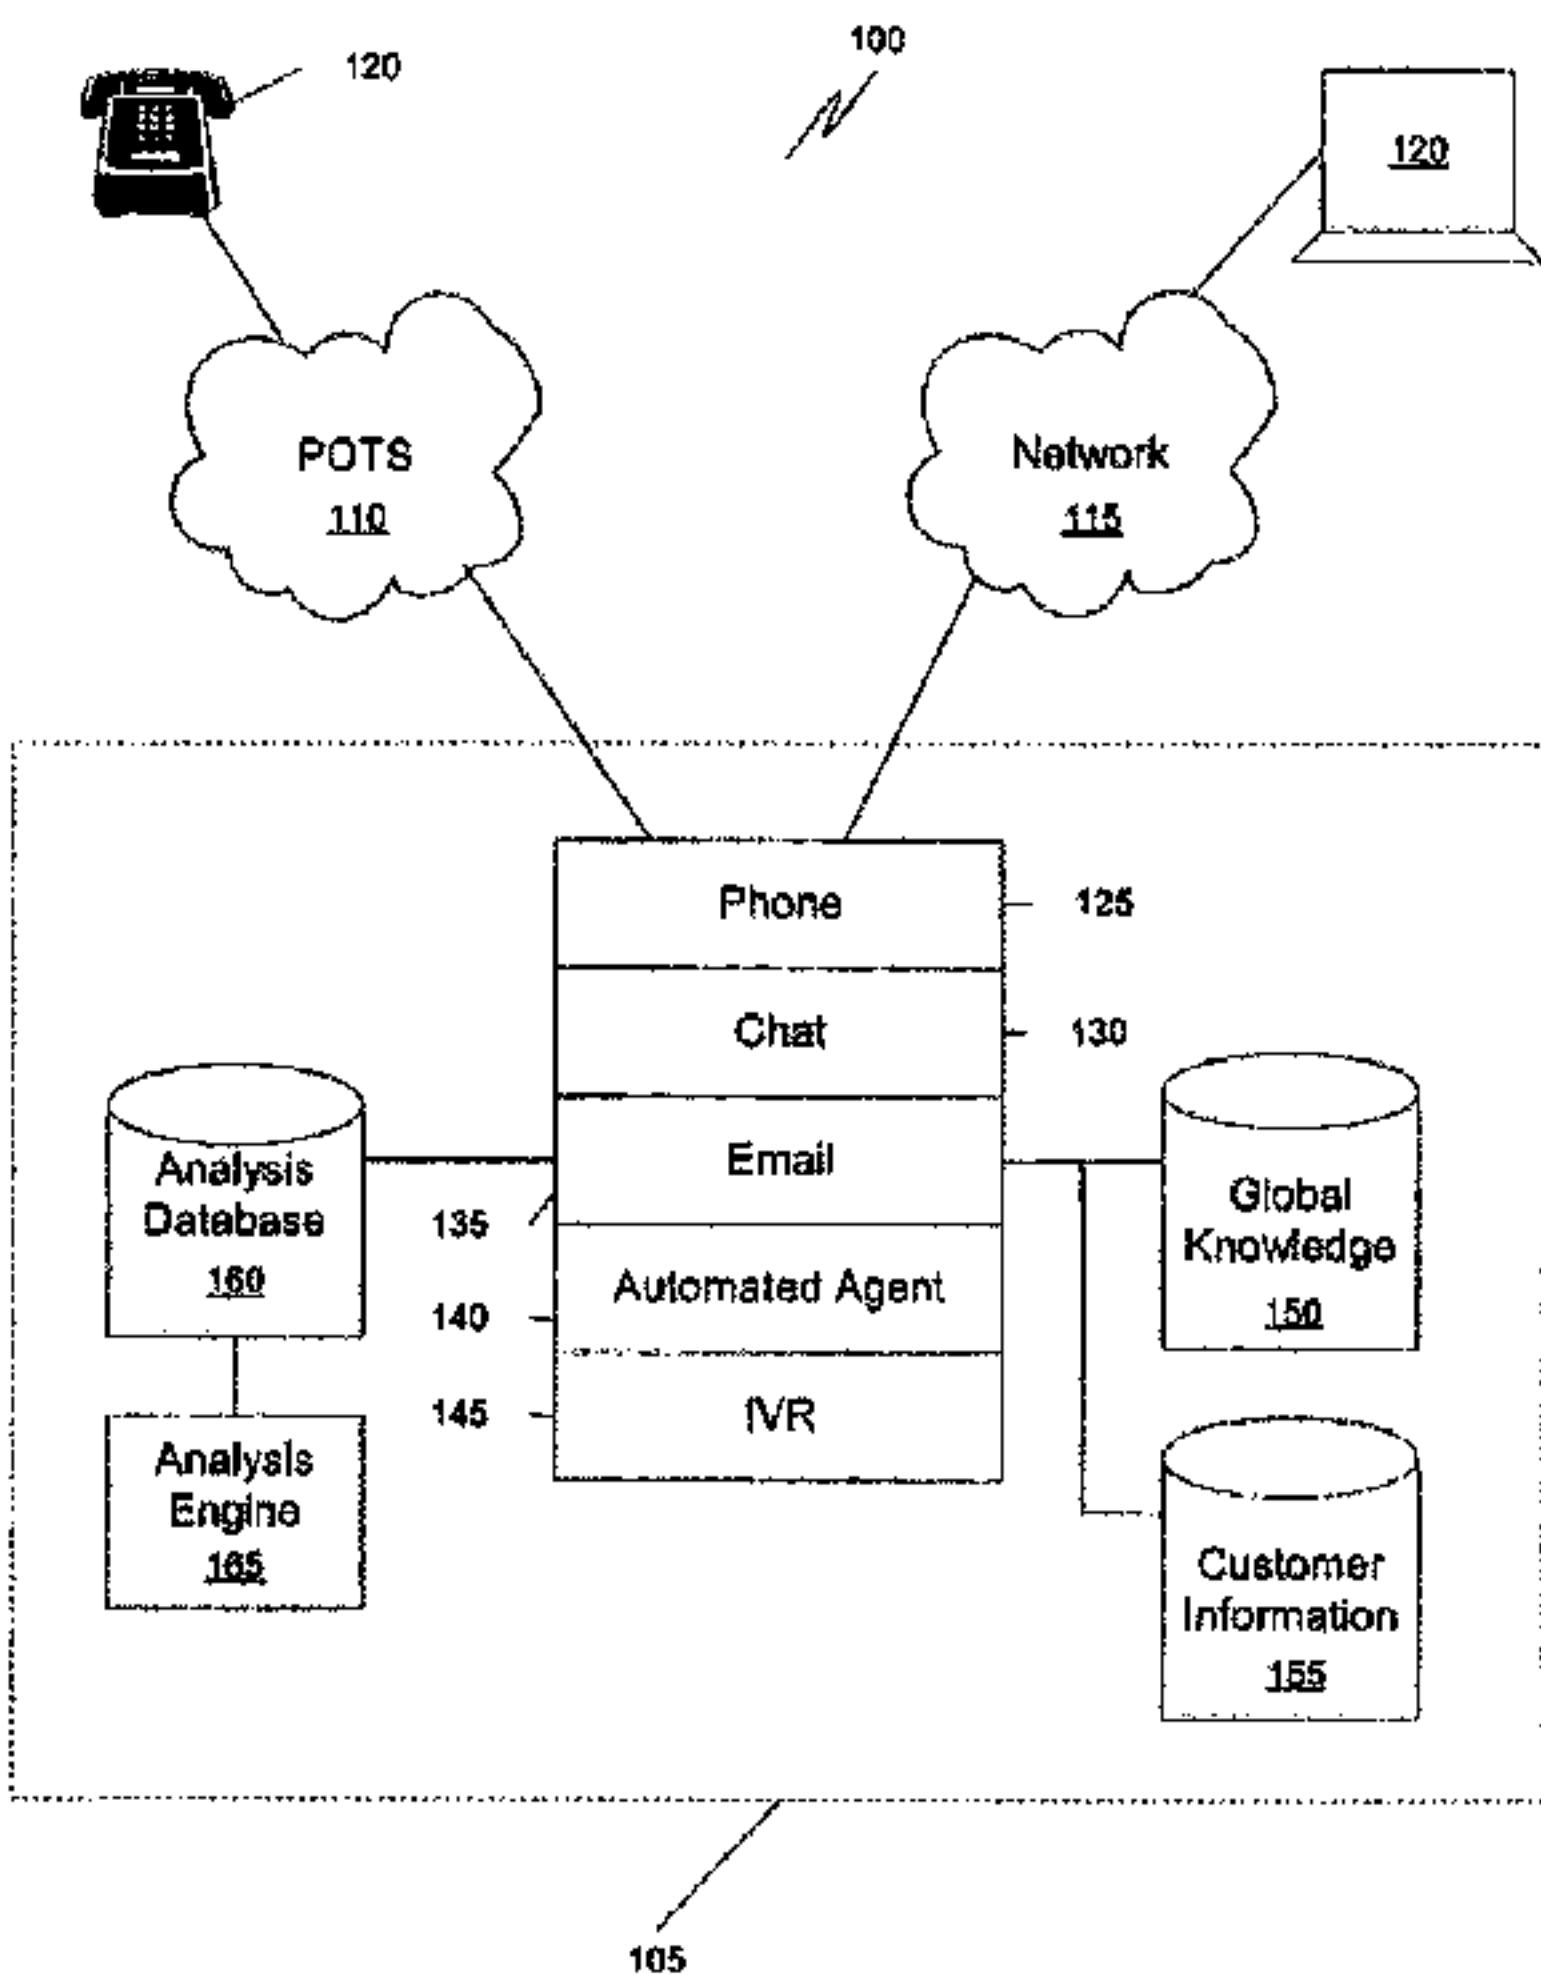 120
100
120
POTS
110
Network
115
Phone
125
Chat
130
Email
135
Automated Agent
140
IVR
145
Analysis
Database
160
Analysis
Engine
165
Global
Knowledge
150
Customer
Information
155
105